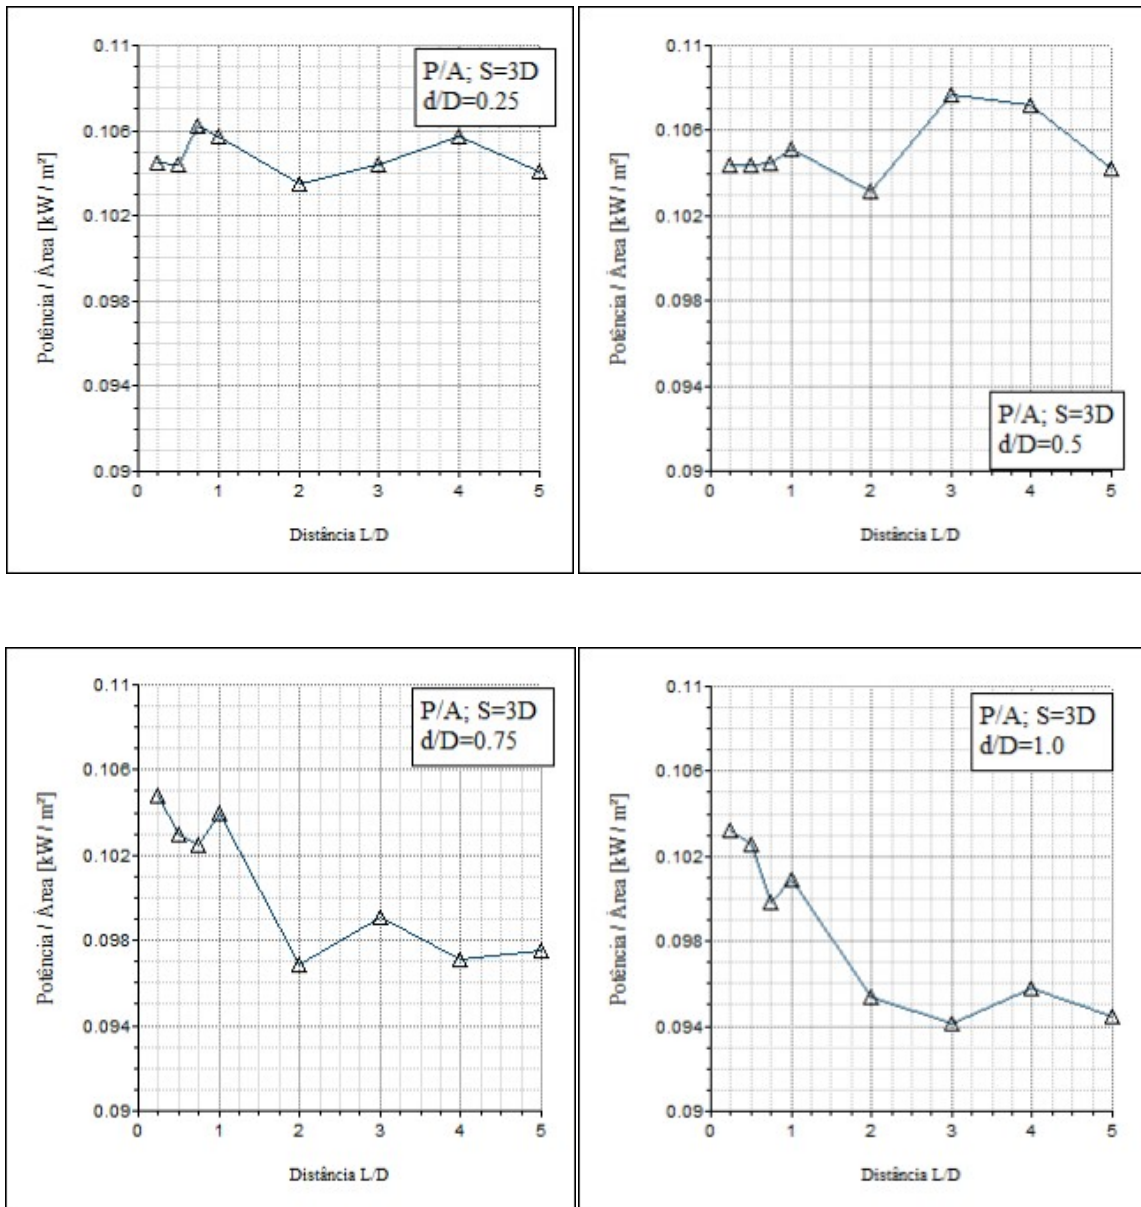 0.11
P/A; S=3D
d/D=0.25
0.106
0.102
0.098
0.094
0.09
0 1 2 3 4 5
Potência / Àrea [kW / m²]
Distância L/D
0.11
0.106
0.102
0.098
0.094
P/A; S=3D
d/D=0.5
0.09
0 1 2 3 4 5
Potência / Àrea [kW / m²]
Distância L/D
0.11
P/A; S=3D
d/D=0.75
0.106
0.102
0.098
0.094
0.09
0 1 2 3 4 5
Potência / Àrea [kW / m²]
Distância L/D
0.11
P/A; S=3D
d/D=1.0
0.106
0.102
0.098
0.094
0.09
0 1 2 3 4 5
Potência / Àrea [kW / m²]
Distância L/D